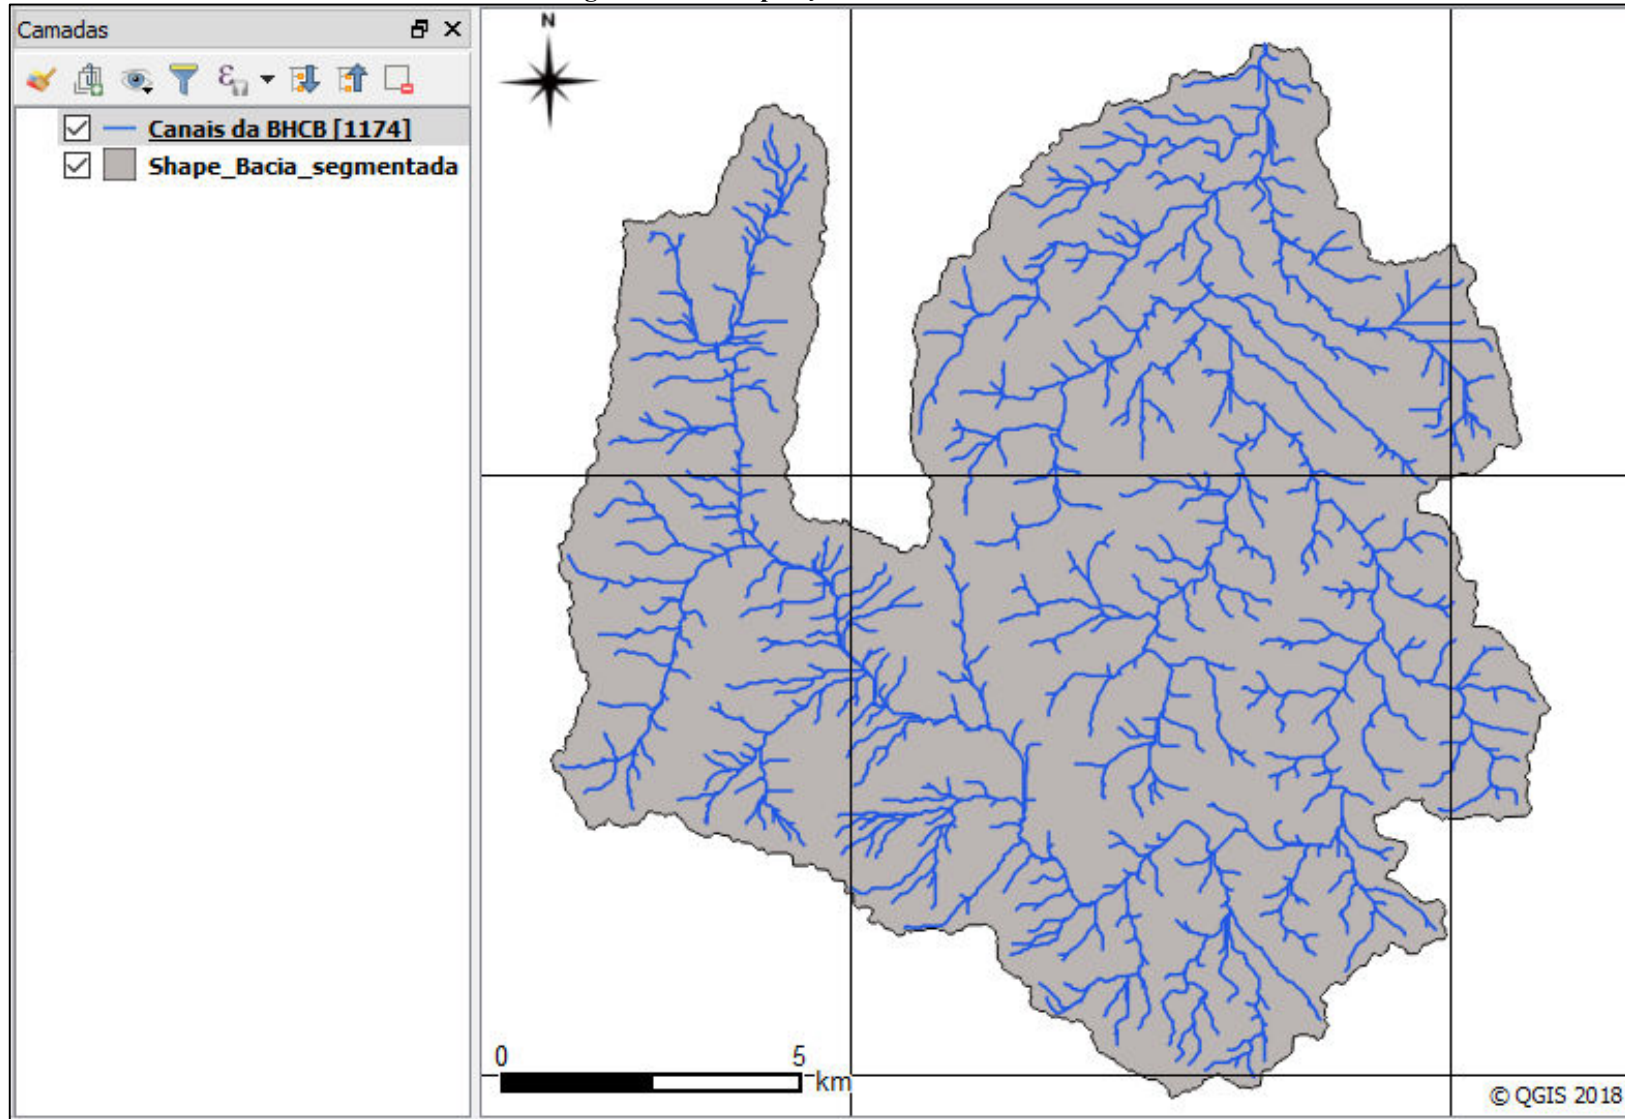 Camadas
Canais da BHCB [1174]
Shape_Bacia_segmentada
N
0 5
km
© QGIS 2018